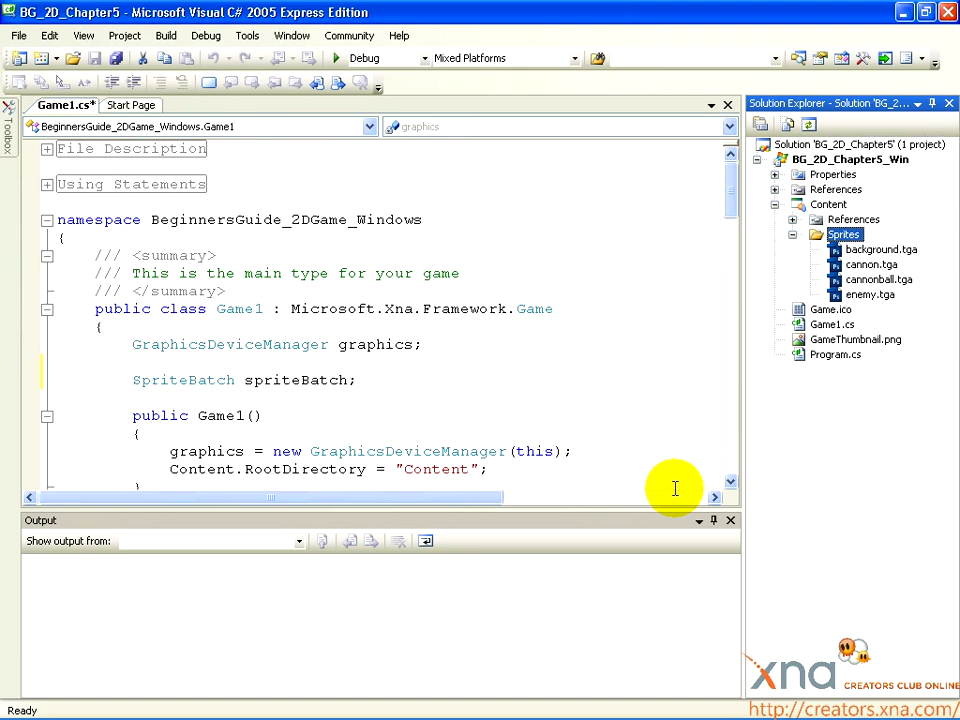 BG_2D_Chapter5 - Microsoft Visual C# 2005 Express Edition
File Edit View Project Build Debug Tools Window Community Help
Debug Mixed Platforms
Toolbox
Game1.cs* Start Page
BeginnersGuide_2DGame_Windows.Game1 graphics
File Description
Using Statements
namespace BeginnersGuide_2DGame_Windows
{
/// <summary>
/// This is the main type for your game
/// </summary>
public class Game1 : Microsoft.Xna.Framework.Game
{
GraphicsDeviceManager graphics;
SpriteBatch spriteBatch;
public Game1()
{
graphics = new GraphicsDeviceManager(this);
Content.RootDirectory = "Content";
}
Output
Show output from:
Solution Explorer - Solution 'BG_2...
Solution 'BG_2D_Chapter5' (1 project)
BG_2D_Chapter5_Win
Properties
References
Content
References
Sprites
background.tga
cannon.tga
cannonball.tga
enemy.tga
Game.ico
Game1.cs
GameThumbnail.png
Program.cs
xna CREATORS CLUB ONLINE
http://creators.xna.com/
Ready